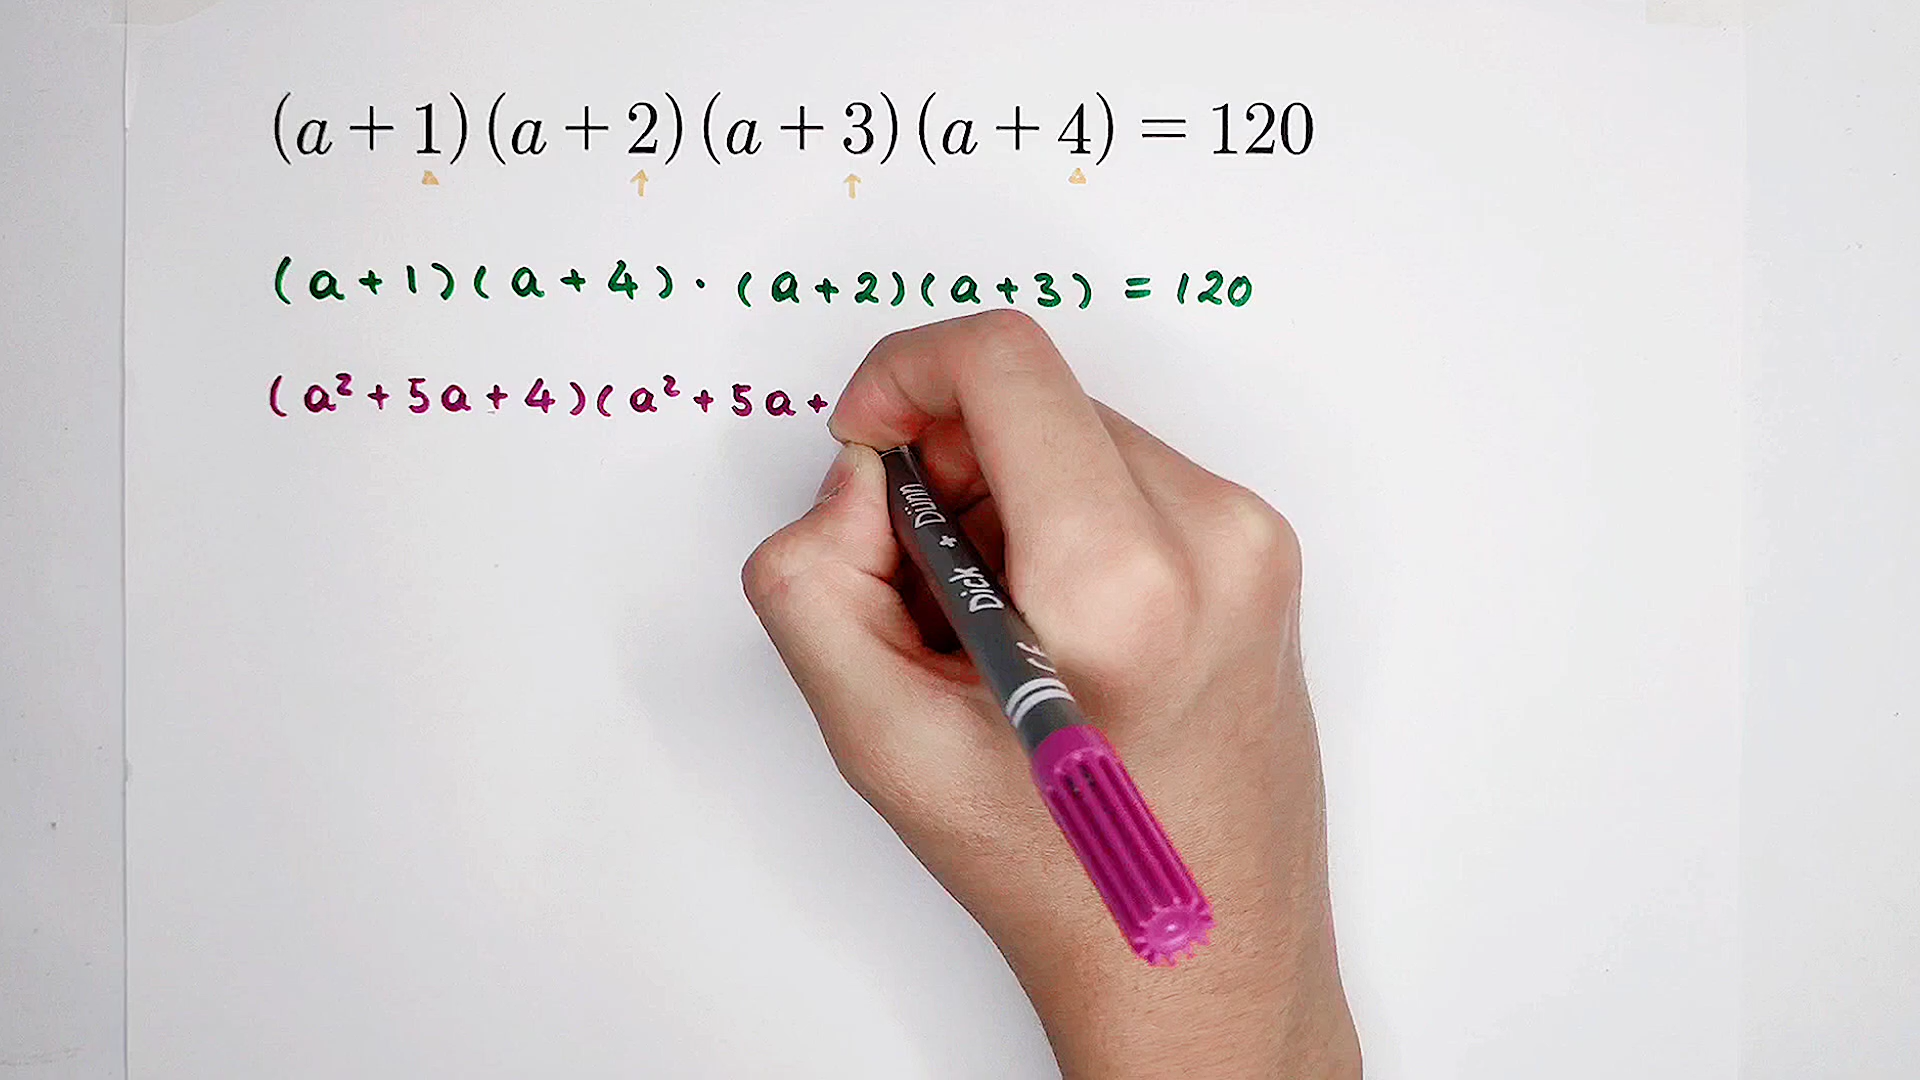 (a + 1)(a + 2)(a + 3)(a + 4) = 120
(a + 1)(a + 4) · (a + 2)(a + 3) = 120
(a² + 5a + 4)(a² + 5a +
Dick + Dünn